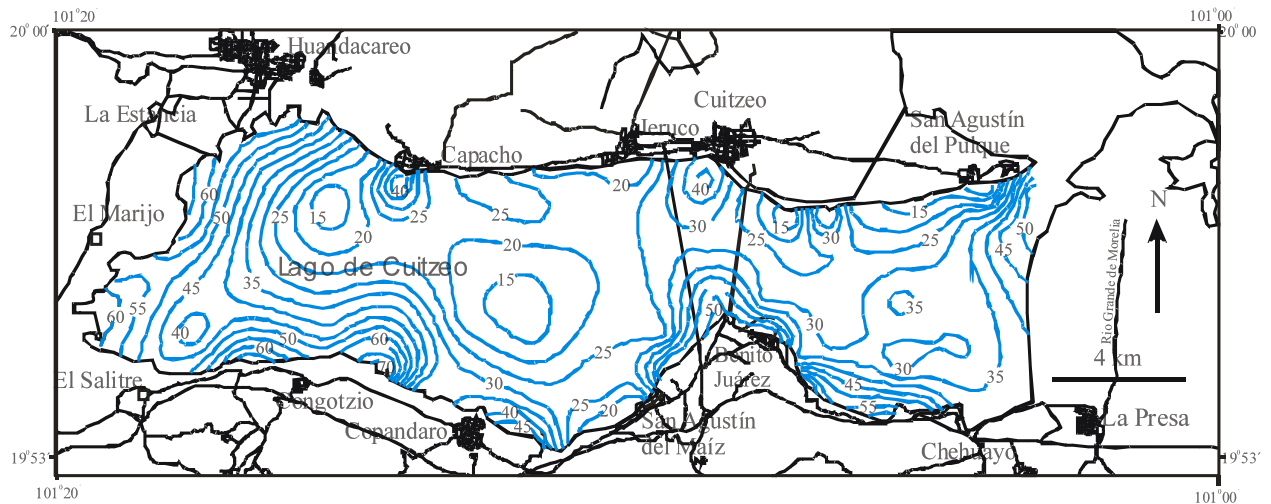 101°20´
101°00´
20°00´
20°00´
Huandacareo
La Estancia
Cuitzeo
Jeruco
San Agustín
del Pulque
Capacho
El Marijo
N
60
50
25
15
20
40
25
25
20
40
30
25
15
30
15
25
50
45
20
Lago de Cuitzeo
15
35
45
55
60
40
50
60
60
70
50
30
35
30
35
25
30
40
45
25
20
45
55
Rio Grande de Morelia
4 km
Benito
Juárez
El Salitre
Congotzio
Copandaro
San Agustín
del Maíz
La Presa
Chehuayo
19°53´
19°53´
101°20´
101°00´